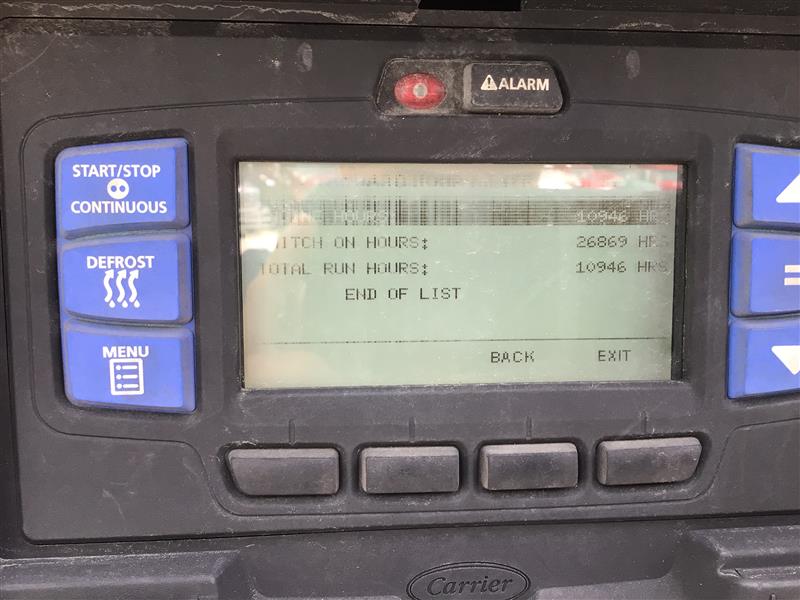 ALARM
START/STOP
CONTINUOUS
DEFROST
MENU
HOURS 10946 HRS
ITCH ON HOURS: 26869 HRS
TOTAL RUN HOURS: 10946 HRS
END OF LIST
BACK EXIT
=
Carrier